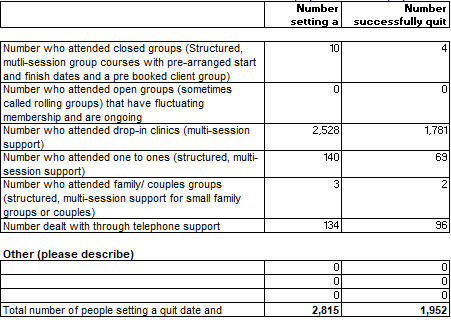 Number Number
setting a successfully quit
Number who attended closed groups (Structured, 10 4
mutli-session group courses with pre-arranged start
and finish dates and a pre booked client group)
Number who attended open groups (sometimes 0 0
called rolling groups) that have fluctuating
membership and are ongoing
Number who attended drop-in clinics (multi-session 2,528 1,781
support)
Number who attended one to ones (structured, multi- 140 69
session support)
Number who attended family/ couples groups 3 2
(structured, multi-session support for small family
groups or couples)
Number dealt with through telephone support 134 96
Other (please describe)
0 0
0 0
0 0
Total number of people setting a quit date and 2,815 1,952